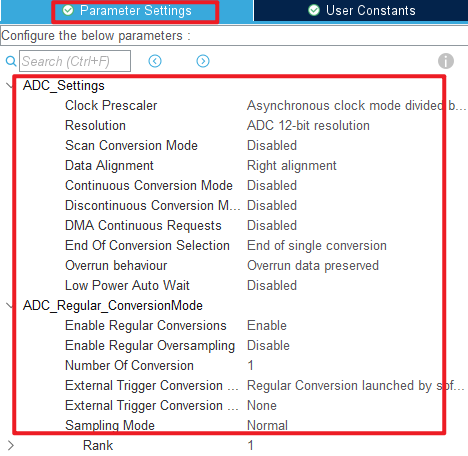 Parameter Settings User Constants
Configure the below parameters :
Search (Ctrl+F)
ADC_Settings
Clock Prescaler Asynchronous clock mode divided b...
Resolution ADC 12-bit resolution
Scan Conversion Mode Disabled
Data Alignment Right alignment
Continuous Conversion Mode Disabled
Discontinuous Conversion M... Disabled
DMA Continuous Requests Disabled
End Of Conversion Selection End of single conversion
Overrun behaviour Overrun data preserved
Low Power Auto Wait Disabled
ADC_Regular_ConversionMode
Enable Regular Conversions Enable
Enable Regular Oversampling Disable
Number Of Conversion 1
External Trigger Conversion ... Regular Conversion launched by sof...
External Trigger Conversion ... None
Sampling Mode Normal
Rank 1